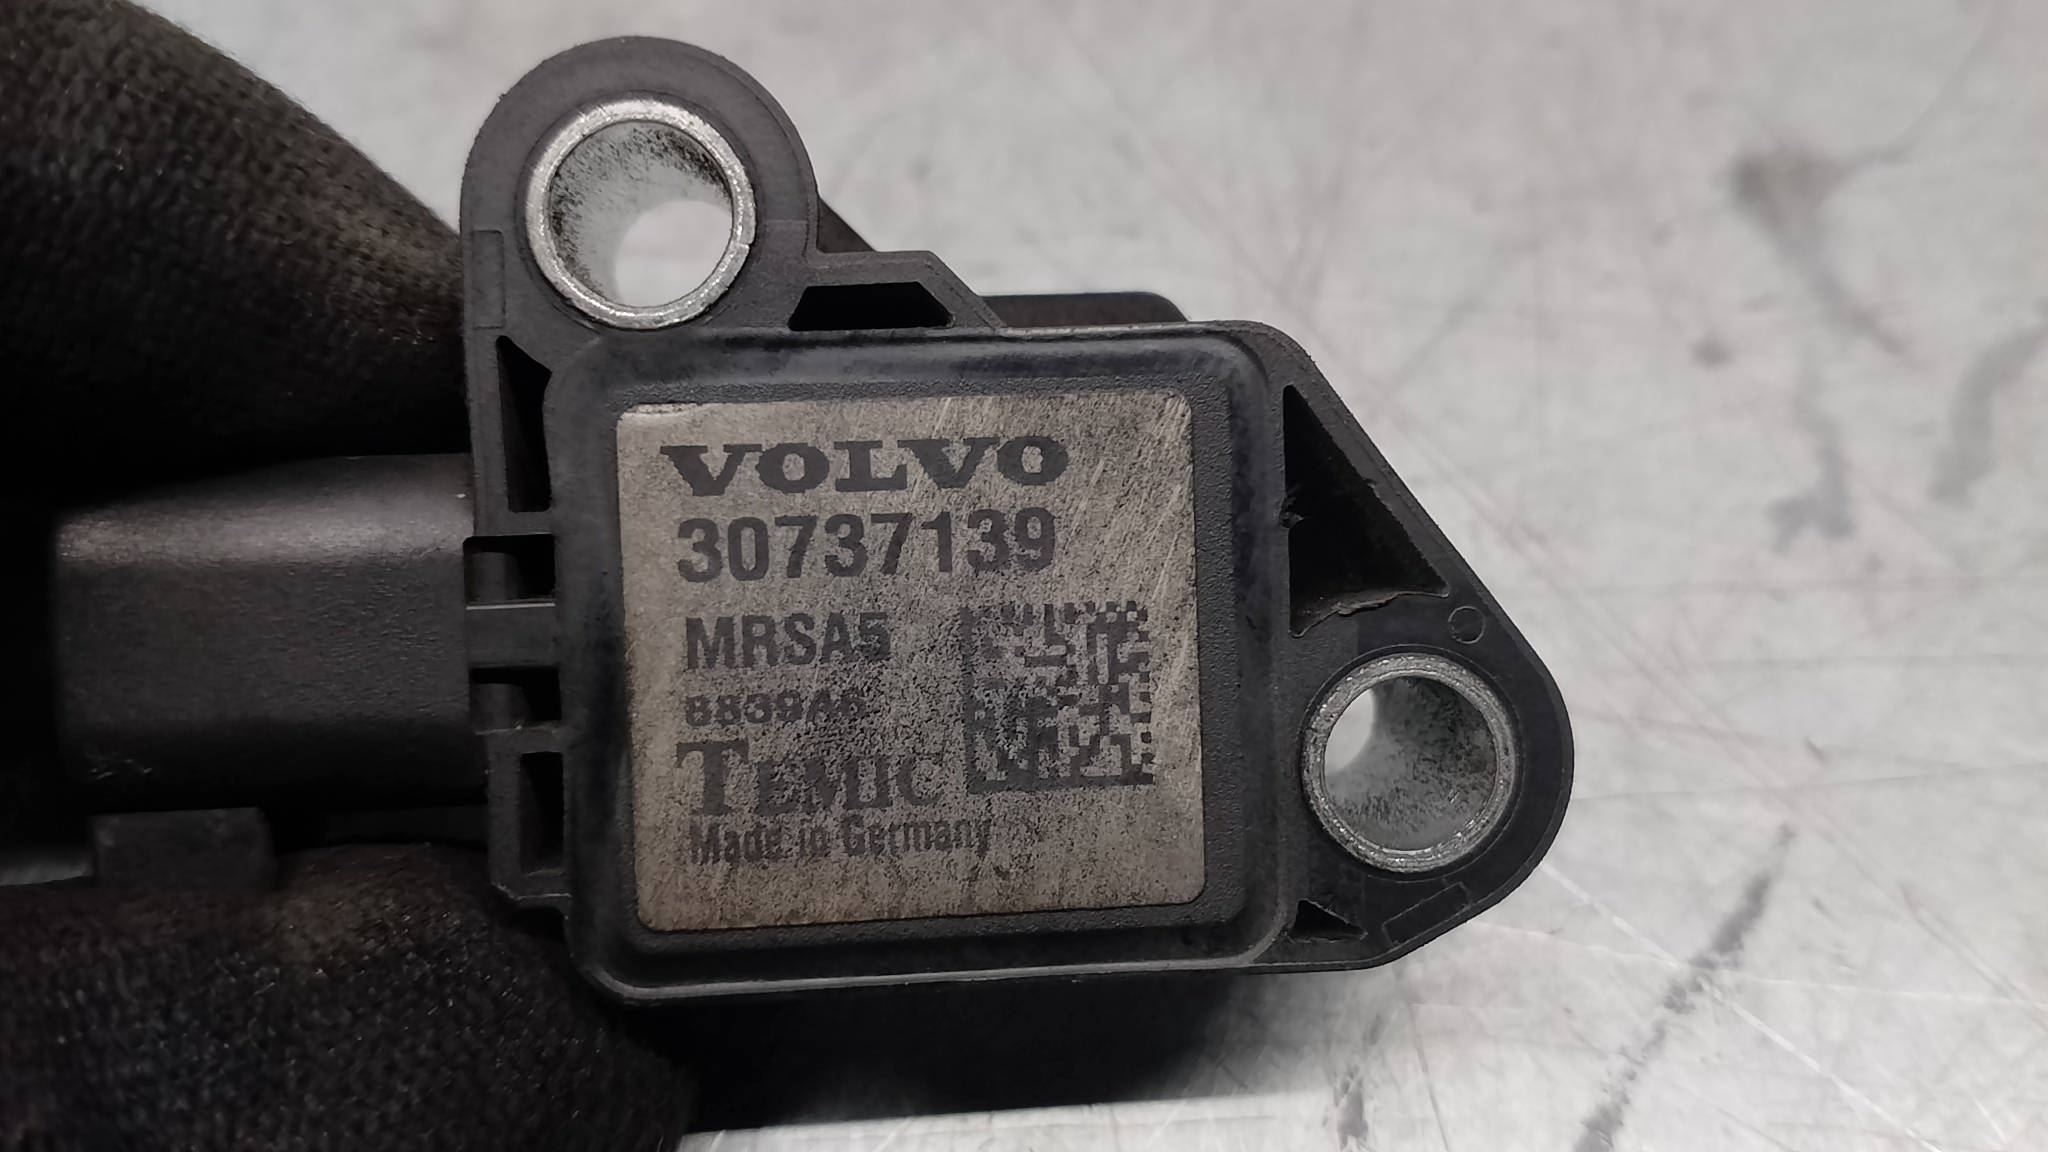 VOLVO
30737139
MRSA5
TEMIC
Made in Germany